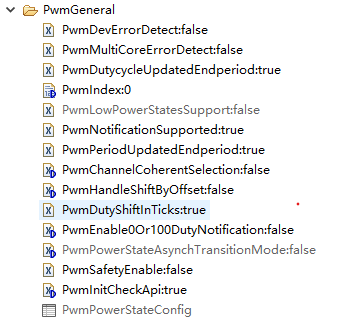 PwmGeneral
PwmDevErrorDetect:false
PwmMultiCoreErrorDetect:false
PwmDutycycleUpdatedEndperiod:true
PwmIndex:0
PwmLowPowerStatesSupport:false
PwmNotificationSupported:true
PwmPeriodUpdatedEndperiod:true
PwmChannelCoherentSelection:false
PwmHandleShiftByOffset:false
PwmDutyShiftInTicks:true
PwmEnable0Or100DutyNotification:false
PwmPowerStateAsynchTransitionMode:false
PwmSafetyEnable:false
PwmInitCheckApi:true
PwmPowerStateConfig